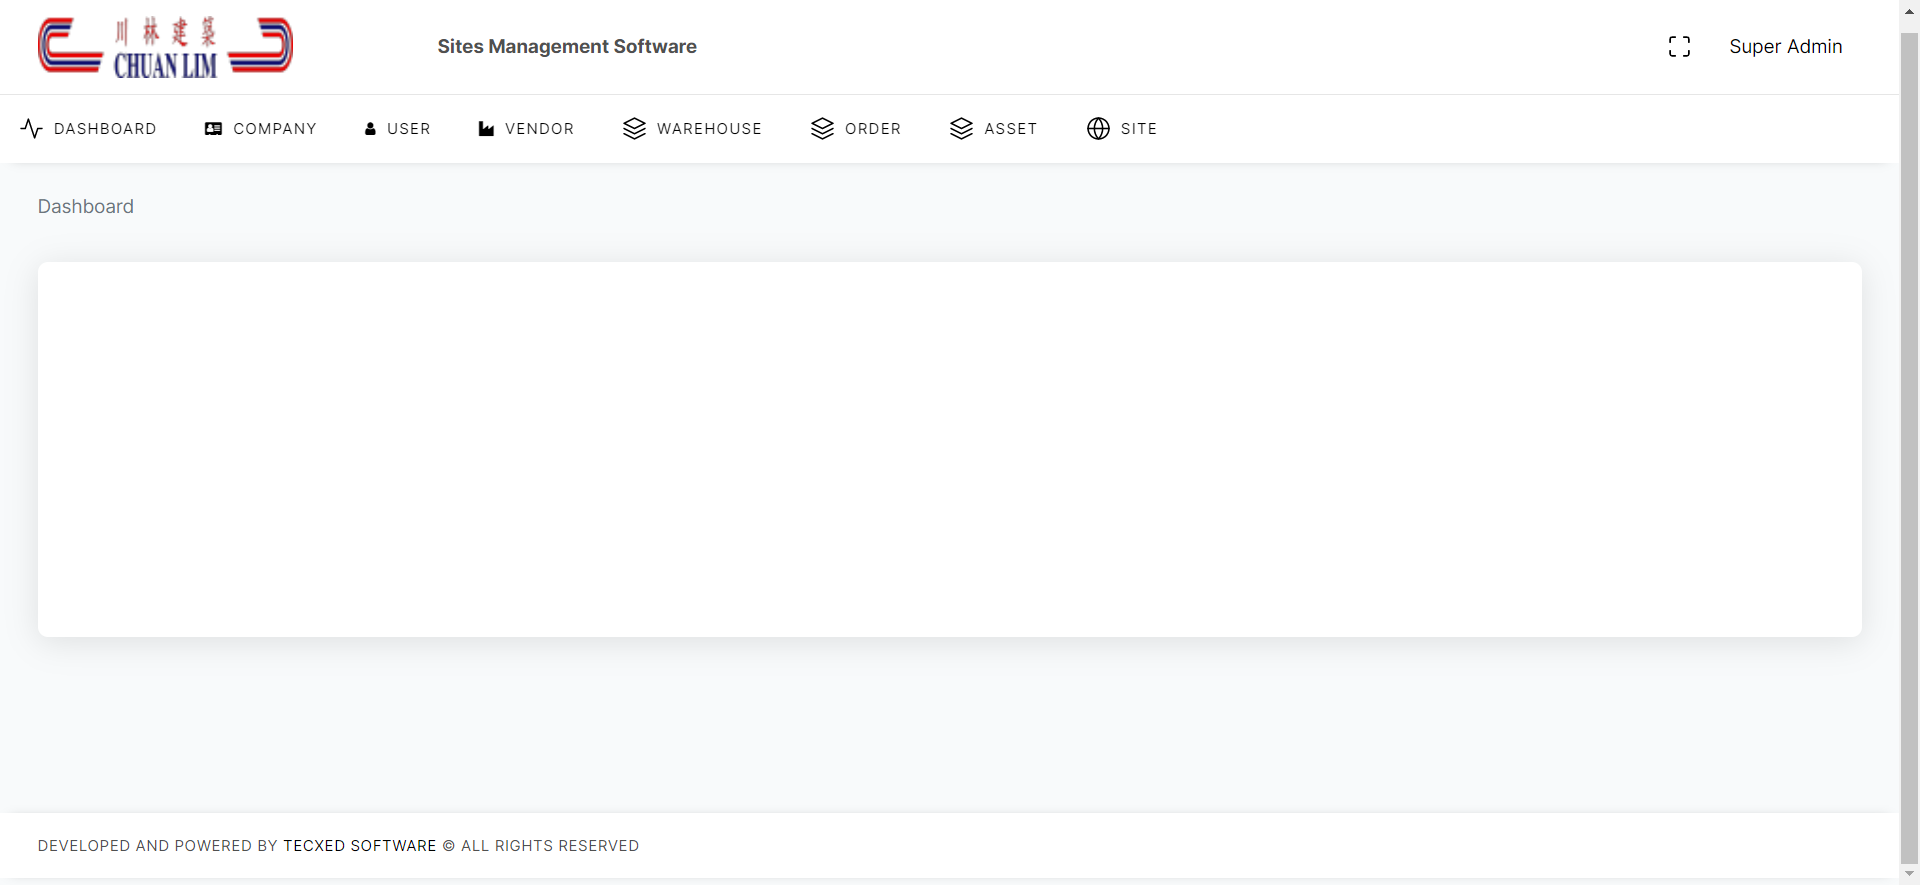 川林建築
CHUAN LIM
Sites Management Software
Super Admin
DASHBOARD
COMPANY
USER
VENDOR
WAREHOUSE
ORDER
ASSET
SITE
Dashboard
DEVELOPED AND POWERED BY TECXED SOFTWARE © ALL RIGHTS RESERVED